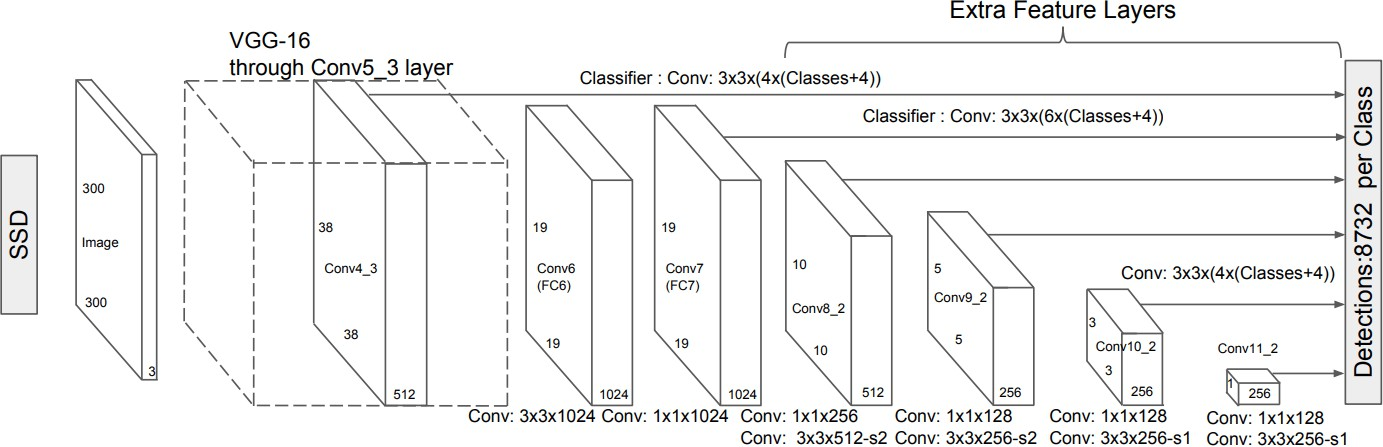 Extra Feature Layers
VGG-16
through Conv5_3 layer
Classifier : Conv: 3x3x(4x(Classes+4))
Classifier : Conv: 3x3x(6x(Classes+4))
SSD
300
Image
300
3
38
Conv4_3
38
512
19
Conv6
(FC6)
19
1024
19
Conv7
(FC7)
19
1024
10
Conv8_2
10
512
5
Conv9_2
5
256
Conv: 3x3x(4x(Classes+4))
3
Conv10_2
3
256
Conv11_2
1
256
Detections:8732 per Class
Conv: 3x3x1024
Conv: 1x1x1024
Conv: 1x1x256
Conv: 3x3x512-s2
Conv: 1x1x128
Conv: 3x3x256-s2
Conv: 1x1x128
Conv: 3x3x256-s1
Conv: 1x1x128
Conv: 3x3x256-s1